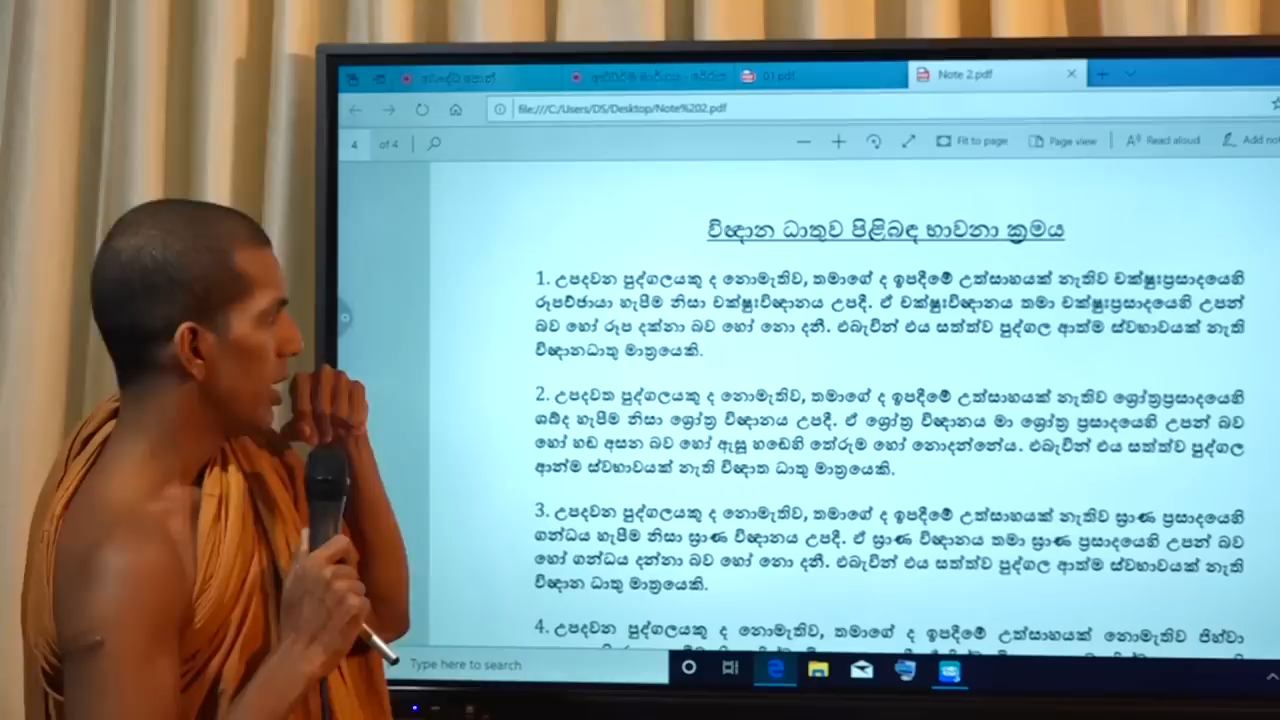 01.pdf
Note 2.pdf
file:///C:/Users/DS/Desktop/Note%202.pdf
4 of 4 Fit to page Page view Read aloud Add
විඥාන ධාතුව පිළිබඳ භාවනා ක්‍රමය
1. උපදවන පුද්ගලයකු ද නොමැතිව, තමාගේ ද ඉපදීමේ උත්සාහයක් නැතිව චක්ෂුඃප්‍රසාදයෙහි
රූපච්ඡායා හැපීම නිසා චක්ෂුඃවිඥානය උපදී. ඒ චක්ෂුඃවිඥානය තමා චක්ෂුඃප්‍රසාදයෙහි උපන්
බව හෝ රූප දක්නා බව හෝ නො දනී. එබැවින් එය සත්ත්ව පුද්ගල ආත්ම ස්වභාවයක් නැති
විඥානධාතු මාත්‍රයෙකි.
2. උපදවත පුද්ගලයකු ද නොමැතිව, තමාගේ ද ඉපදීමේ උත්සාහයක් නැතිව ශ්‍රෝත්‍රප්‍රසාදයෙහි
ශබ්ද හැපීම නිසා ශ්‍රෝත්‍ර විඥානය උපදී. ඒ ශ්‍රෝත්‍ර විඥානය මා ශ්‍රෝත්‍ර ප්‍රසාදයෙහි උපන් බව
හෝ හඬ අසන බව හෝ ඇසූ හඬෙහි තේරුම හෝ නොදන්නේය. එබැවින් එය සත්ත්ව පුද්ගල
ආන්ම ස්වභාවයක් නැති විඥාත ධාතු මාත්‍රයෙකි.
3. උපදවන පුද්ගලයකු ද නොමැතිව, තමාගේ ද ඉපදීමේ උත්සාහයක් නැතිව ඝ්‍රාණ ප්‍රසාදයෙහි
ගන්ධය හැපීම නිසා ඝ්‍රාණ විඥානය උපදී. ඒ ඝ්‍රාණ විඥානය තමා ඝ්‍රාණ ප්‍රසාදයෙහි උපන් බව
හෝ ගන්ධය දන්නා බව හෝ නො දනී. එබැවින් එය සත්ත්ව පුද්ගල ආත්ම ස්වභාවයක් නැති
විඥාන ධාතු මාත්‍රයෙකි.
4. උපදවන පුද්ගලයකු ද නොමැතිව, තමාගේ ද ඉපදීමේ උත්සාහයක් නොමැතිව ජිහ්වා
Type here to search